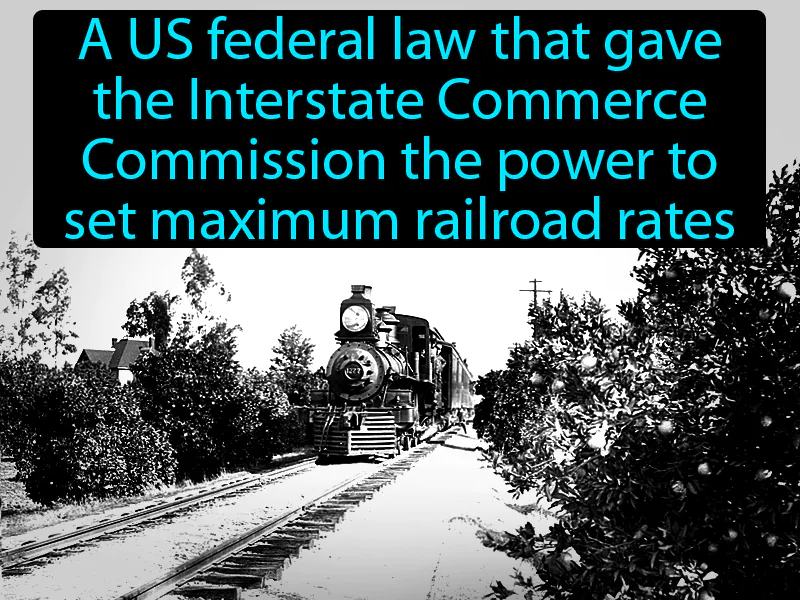 A US federal law that gave
the Interstate Commerce
Commission the power to
set maximum railroad rates